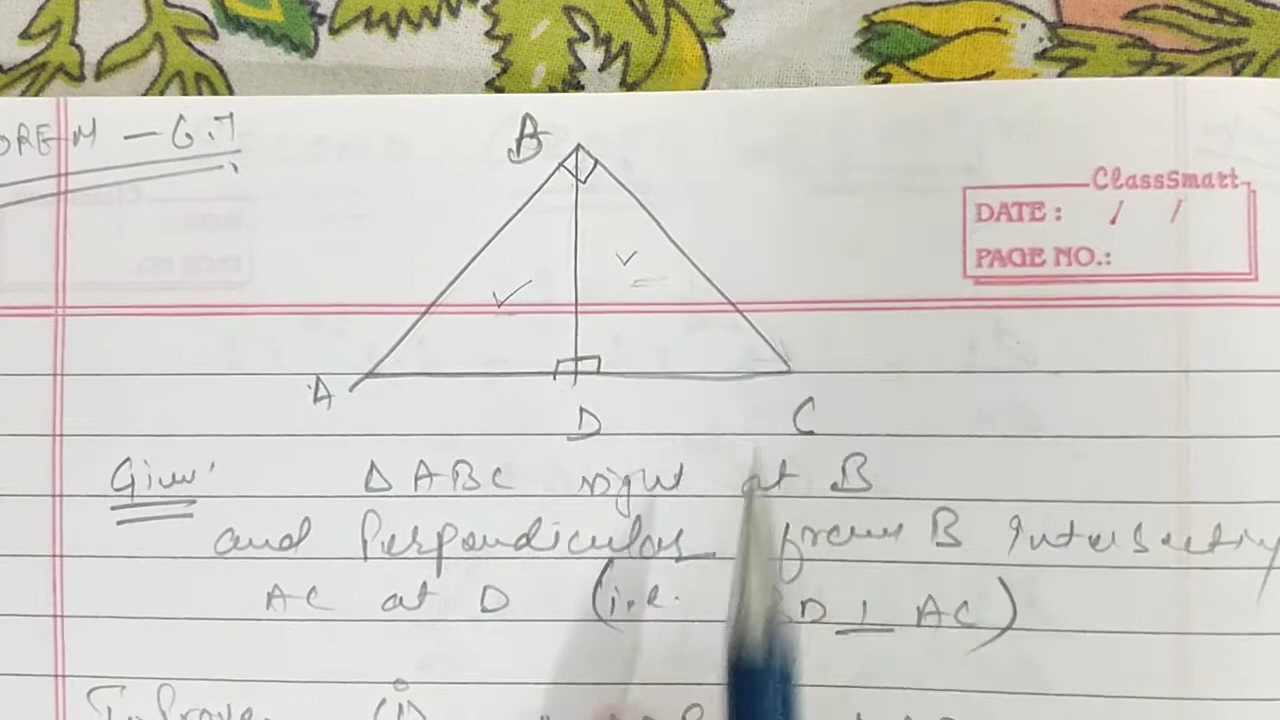 OREM - 6.7
B
ClassSmart
DATE: / /
PAGE NO.:
A
D
C
Given:
Δ ABC right at B
and Perpendicular from B Intersecting
AC at D (i.e. BD ⊥ AC)
To Prove
(i)